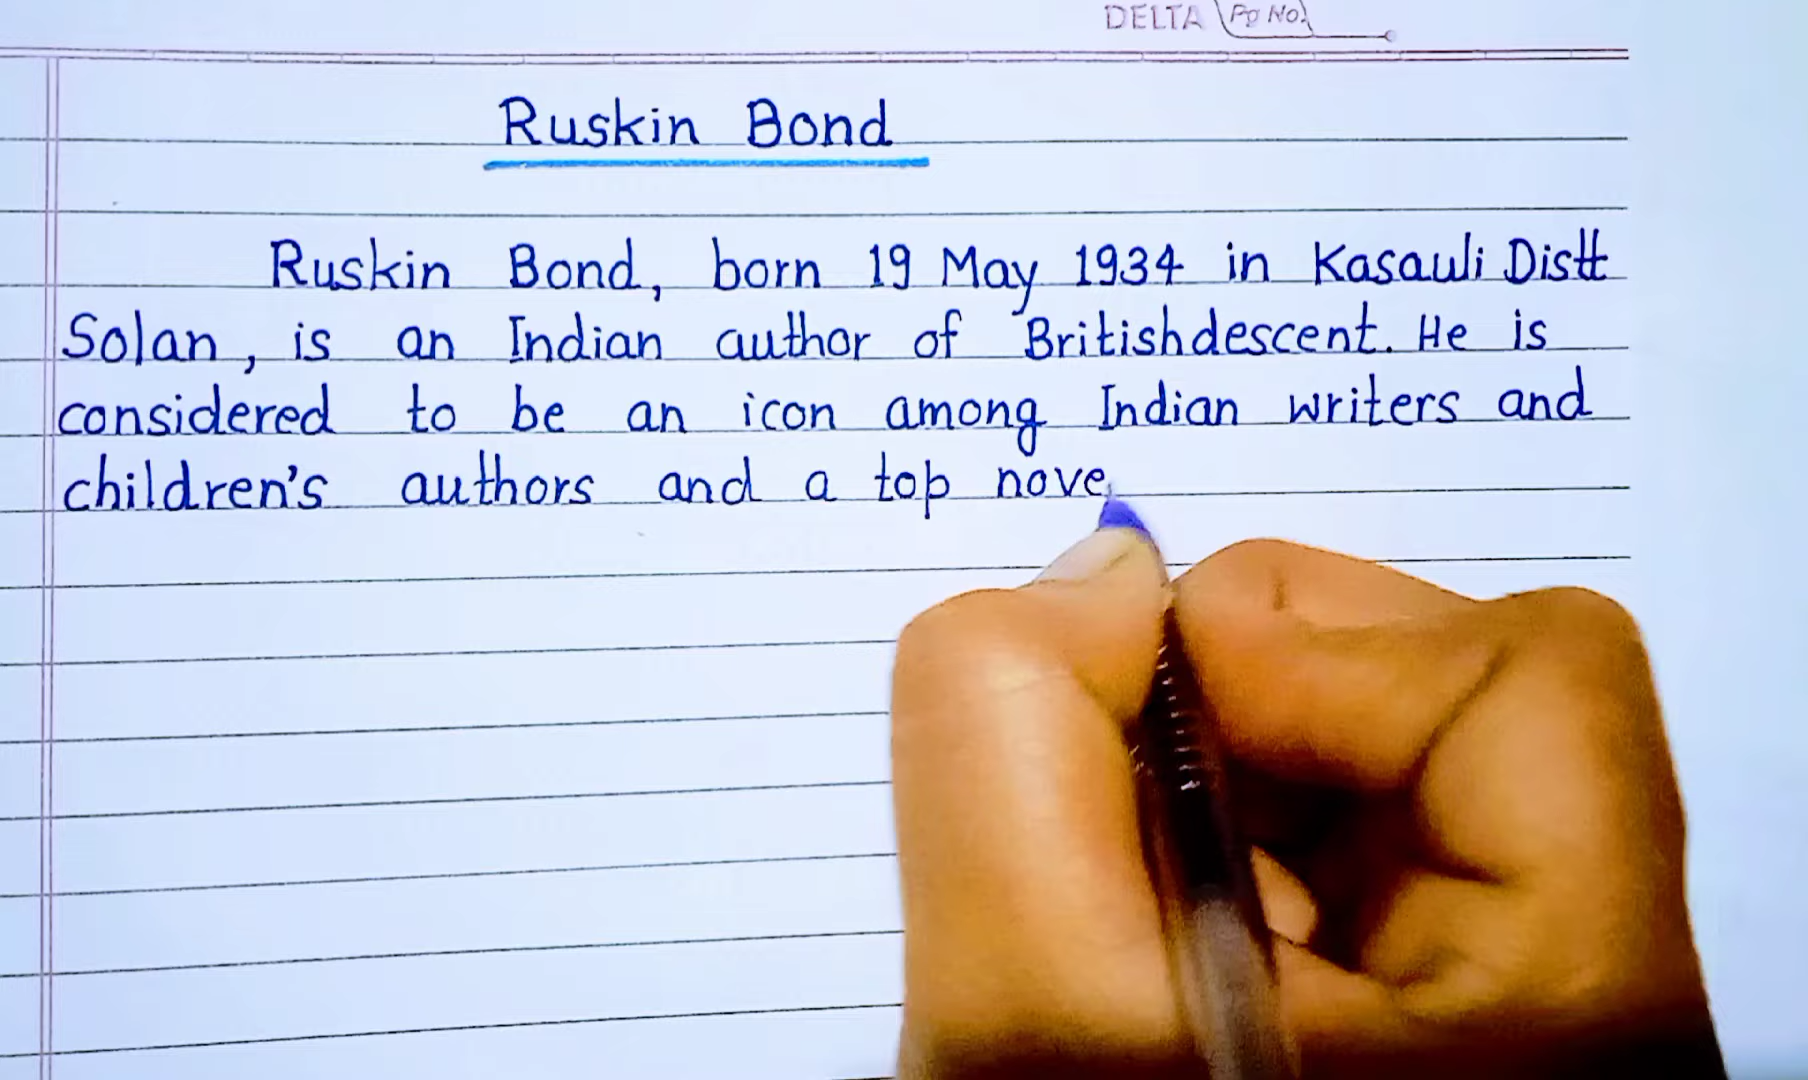 DELTA Pg No.
Ruskin Bond
Ruskin Bond, born 19 May 1934 in Kasauli Distt
Solan, is an Indian author of Britishdescent. He is
considered to be an icon among Indian writers and
children's authors and a top nove